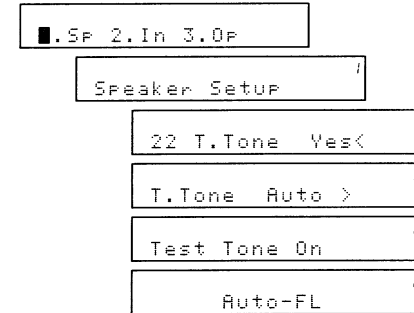 █.Sp 2.In 3.Op
Speaker Setup
22 T.Tone Yes<
T.Tone Auto >
Test Tone On
Auto-FL